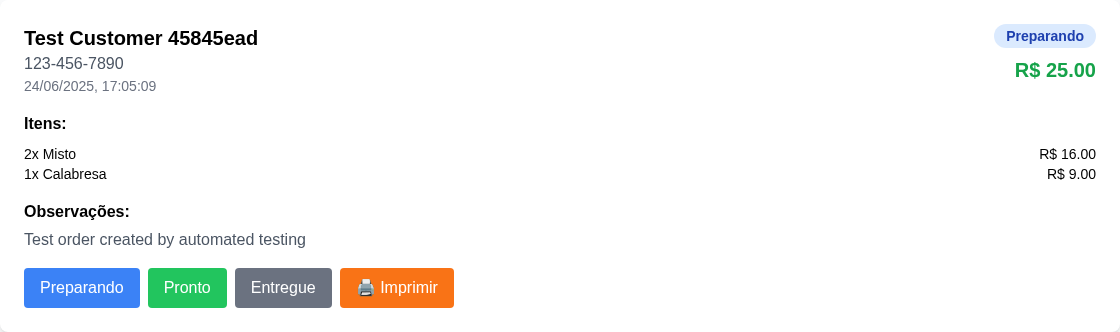 Test Customer 45845ead
Preparando
123-456-7890
R$ 25.00
24/06/2025, 17:05:09
Itens:
2x Misto R$ 16.00
1x Calabresa R$ 9.00
Observações:
Test order created by automated testing
Preparando Pronto Entregue 🖨️ Imprimir